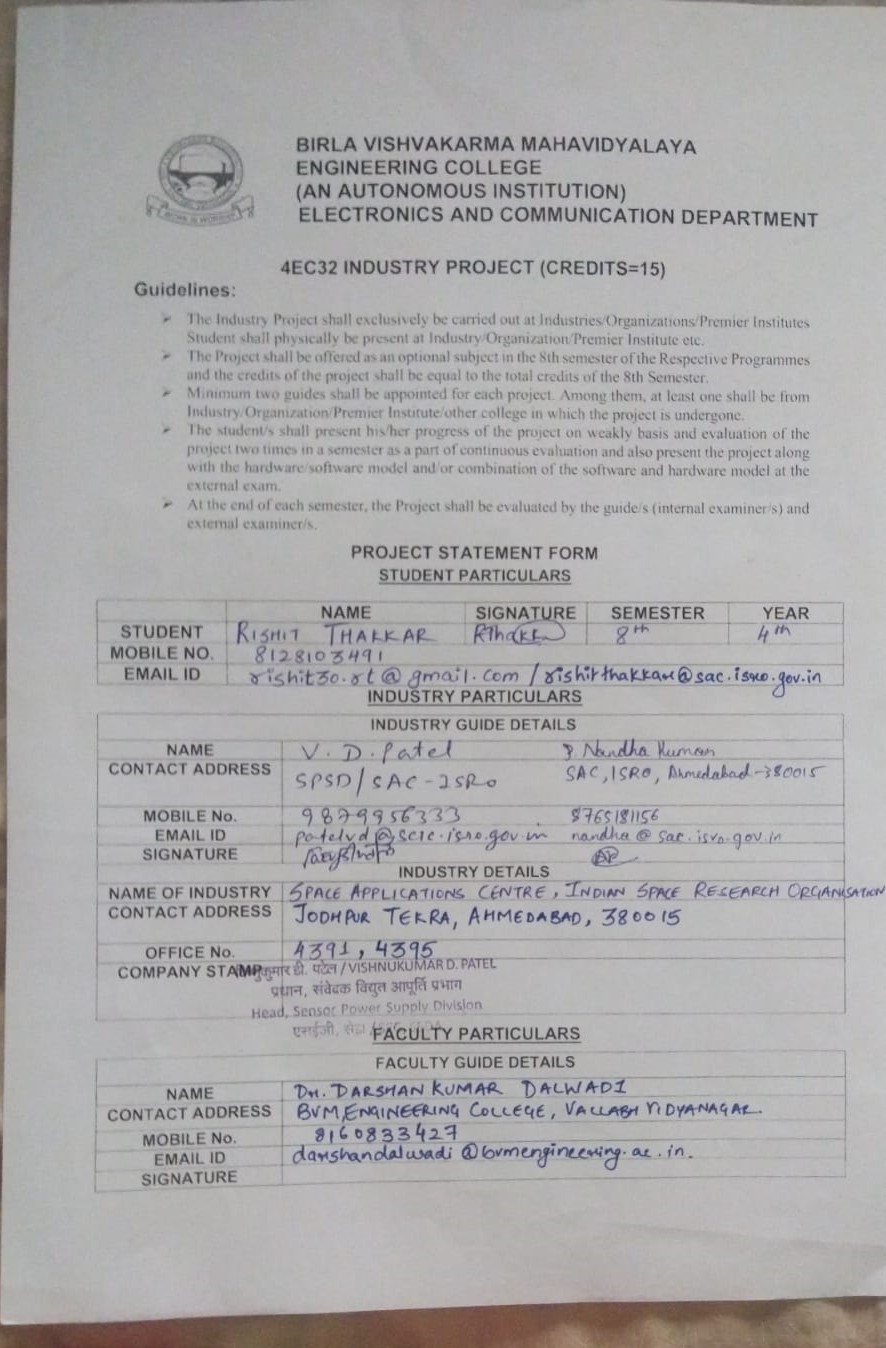 BIRLA VISHVAKARMA MAHAVIDYALAYA
ENGINEERING COLLEGE
(AN AUTONOMOUS INSTITUTION)
ELECTRONICS AND COMMUNICATION DEPARTMENT
4EC32 INDUSTRY PROJECT (CREDITS=15)
Guidelines:
➤ The Industry Project shall exclusively be carried out at Industries/Organizations/Premier Institutes
Student shall physically be present at Industry/Organization/Premier Institute etc.
➤ The Project shall be offered as an optional subject in the 8th semester of the Respective Programmes
and the credits of the project shall be equal to the total credits of the 8th Semester.
➤ Minimum two guides shall be appointed for each project. Among them, at least one shall be from
Industry/Organization/Premier Institute/other college in which the project is undergone.
➤ The student/s shall present his/her progress of the project on weakly basis and evaluation of the
project two times in a semester as a part of continuous evaluation and also present the project along
with the hardware/software model and/or combination of the software and hardware model at the
external exam.
➤ At the end of each semester, the Project shall be evaluated by the guide/s (internal examiner/s) and
external examiner/s.
PROJECT STATEMENT FORM
STUDENT PARTICULARS
NAME SIGNATURE SEMESTER YEAR
STUDENT RISHIT THAKKAR RThakkar 8th 4th
MOBILE NO. 8128103491
EMAIL ID rishit30.rt@gmail.com / rishitthakkar@sac.isro.gov.in
INDUSTRY PARTICULARS
INDUSTRY GUIDE DETAILS
NAME V. D. Patel P. Nandha Kumar
CONTACT ADDRESS SPSD/SAC-ISRO SAC, ISRO, Ahmedabad-380015
MOBILE No. 9879956333 8765181156
EMAIL ID nandha@sac.isro.gov.in
SIGNATURE
INDUSTRY DETAILS
NAME OF INDUSTRY SPACE APPLICATIONS CENTRE, INDIAN SPACE RESEARCH ORGANISATION
CONTACT ADDRESS JODHPUR TEKRA, AHMEDABAD, 380015
OFFICE No. 4391, 4395
COMPANY STAMP डी. पटेल / VISHNUKUMAR D. PATEL
प्रधान, संवेदक विद्युत आपूर्ति प्रभाग
Head, Sensor Power Supply Division
FACULTY PARTICULARS
FACULTY GUIDE DETAILS
NAME Dr. DARSHAN KUMAR DALWADI
CONTACT ADDRESS BVM ENGINEERING COLLEGE, VALLABH VIDYANAGAR.
MOBILE No. 8160833427
EMAIL ID darshandalwadi@bvmengineering.ac.in.
SIGNATURE